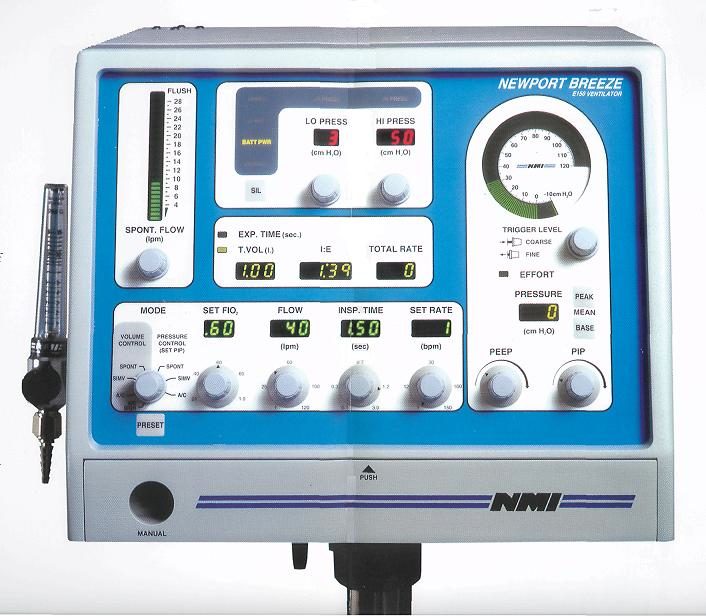 NEWPORT BREEZE
E150 VENTILATOR
FLUSH
28
26
24
22
20
18
16
14
12
10
8
6
4
SPONT. FLOW
(lpm)
BATT PWR
LO PRESS
HI PRESS
3
50
(cm H₂O)
(cm H₂O)
SIL
EXP. TIME (sec.)
T.VOL (l.)
I:E
TOTAL RATE
1.00
1.39
0
70
80
90
60
100
50
110
40
NMI
120
30
20
10
0
-10cmH₂O
TRIGGER LEVEL
COARSE
FINE
EFFORT
PRESSURE
0
(cm H₂O)
PEAK
MEAN
BASE
PEEP
PIP
MODE
VOLUME
CONTROL
PRESSURE
CONTROL
(SET PIP)
SPONT
SPONT
SIMV
SIMV
A/C
A/C
PRESET
SET FIO₂
.60
FLOW
40
(lpm)
INSP. TIME
1.50
(sec)
SET RATE
1
(bpm)
60
1.0
100
120
1.2
3.0
30
100
150
PUSH
MANUAL
NMI